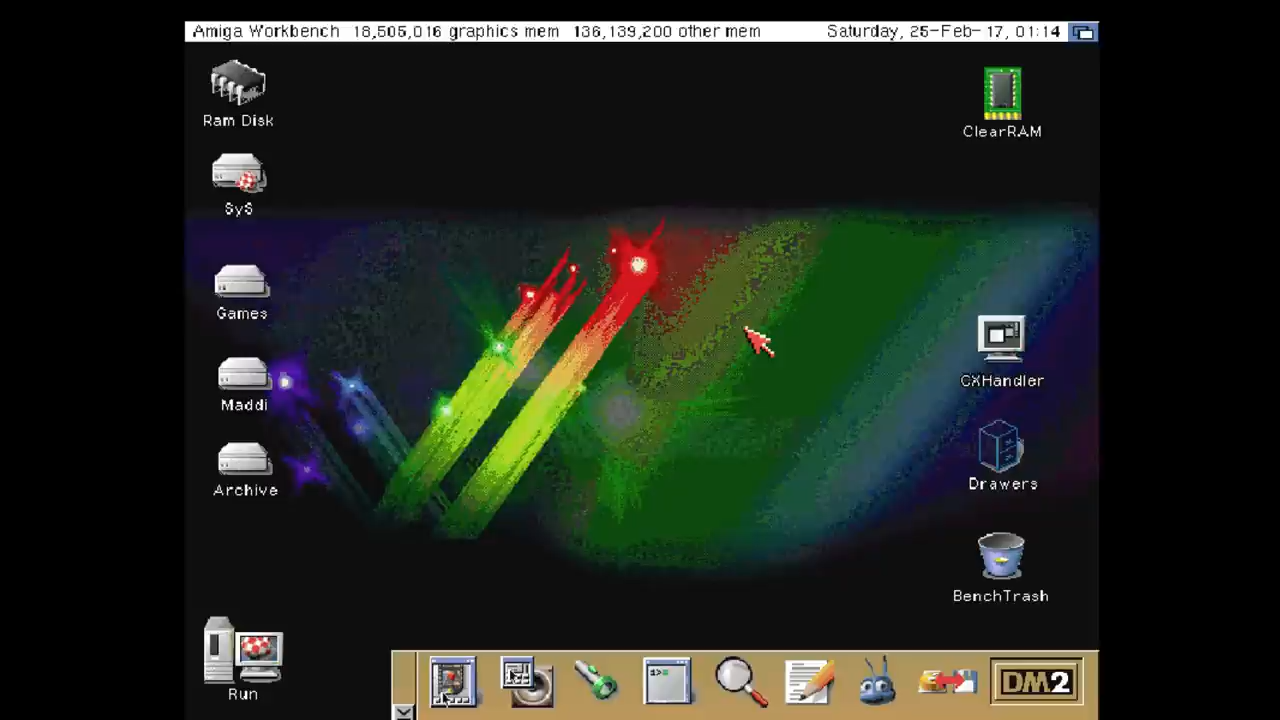 Amiga Workbench 18,505,016 graphics mem 136,139,200 other mem Saturday, 25-Feb-17, 01:14
Ram Disk
ClearRAM
SyS
Games
CXHandler
Maddi
Drawers
Archive
BenchTrash
Run
1>
DM2